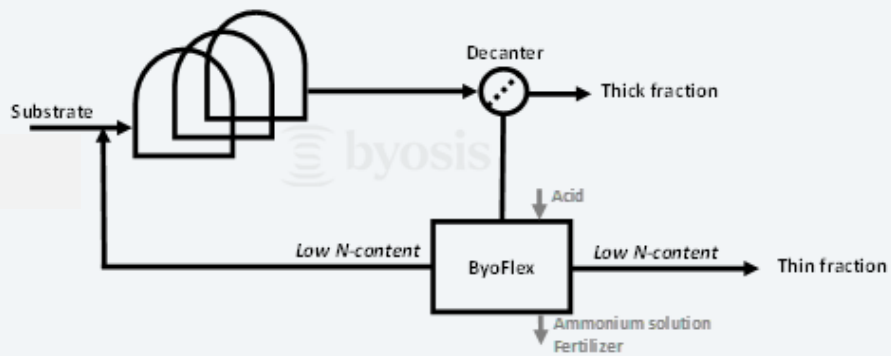 Decanter
Thick fraction
Substrate
byosis
Acid
Low N-content
Low N-content
ByoFlex
Thin fraction
Ammonium solution
Fertilizer